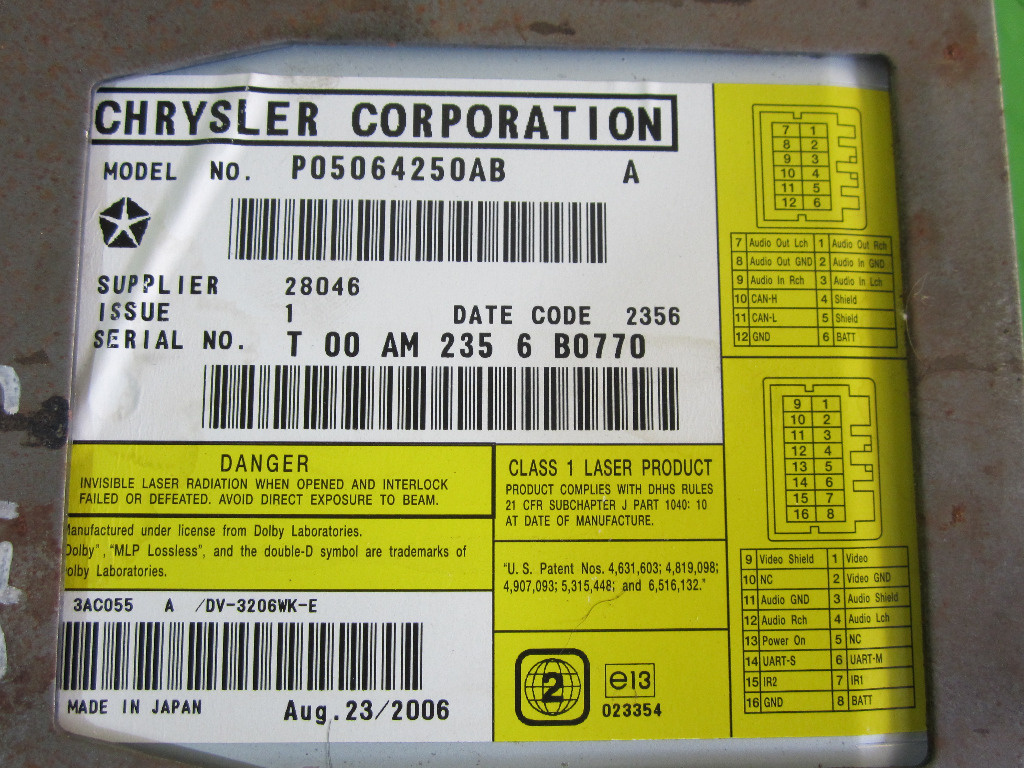 CHRYSLER CORPORATION
MODEL NO. P05064250AB A
SUPPLIER 28046
ISSUE 1 DATE CODE 2356
SERIAL NO. T 00 AM 235 6 B0770
DANGER
INVISIBLE LASER RADIATION WHEN OPENED AND INTERLOCK
FAILED OR DEFEATED. AVOID DIRECT EXPOSURE TO BEAM.
Manufactured under license from Dolby Laboratories.
"Dolby", "MLP Lossless", and the double-D symbol are trademarks of
Dolby Laboratories.
3AC055 A /DV-3206WK-E
MADE IN JAPAN Aug.23/2006
CLASS 1 LASER PRODUCT
PRODUCT COMPLIES WITH DHHS RULES
21 CFR SUBCHAPTER J PART 1040: 10
AT DATE OF MANUFACTURE.
"U. S. Patent Nos. 4,631,603; 4,819,098;
4,907,093; 5,315,448; and 6,516,132."
2
e13
023354
7 1
8 2
9 3
10 4
11 5
12 6
7 Audio Out Lch 1 Audio Out Rch
8 Audio Out GND 2 Audio In GND
9 Audio In Rch 3 Audio In Lch
10 CAN-H 4 Shield
11 CAN-L 5 Shield
12 GND 6 BATT
9 1
10 2
11 3
12 4
13 5
14 6
15 7
16 8
9 Video Shield 1 Video
10 NC 2 Video GND
11 Audio GND 3 Audio Shield
12 Audio Rch 4 Audio Lch
13 Power On 5 NC
14 UART-S 6 UART-M
15 IR2 7 IR1
16 GND 8 BATT